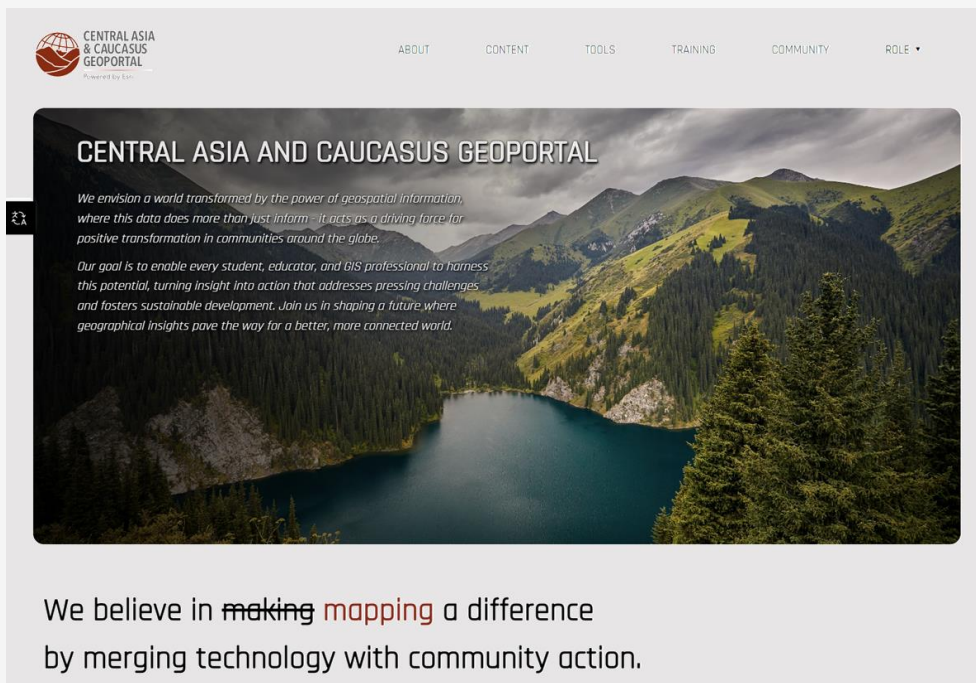 CENTRAL ASIA
& CAUCASUS
GEOPORTAL
Powered by Esri
ABOUT
CONTENT
TOOLS
TRAINING
COMMUNITY
ROLE
CENTRAL ASIA AND CAUCASUS GEOPORTAL
We envision a world transformed by the power of geospatial information,
where this data does more than just inform - it acts as a driving force for
positive transformation in communities around the globe.
Our goal is to enable every student, educator, and GIS professional to harness
this potential, turning insight into action that addresses pressing challenges
and fosters sustainable development. Join us in shaping a future where
geographical insights pave the way for a better, more connected world.
We believe in making mapping a difference
by merging technology with community action.